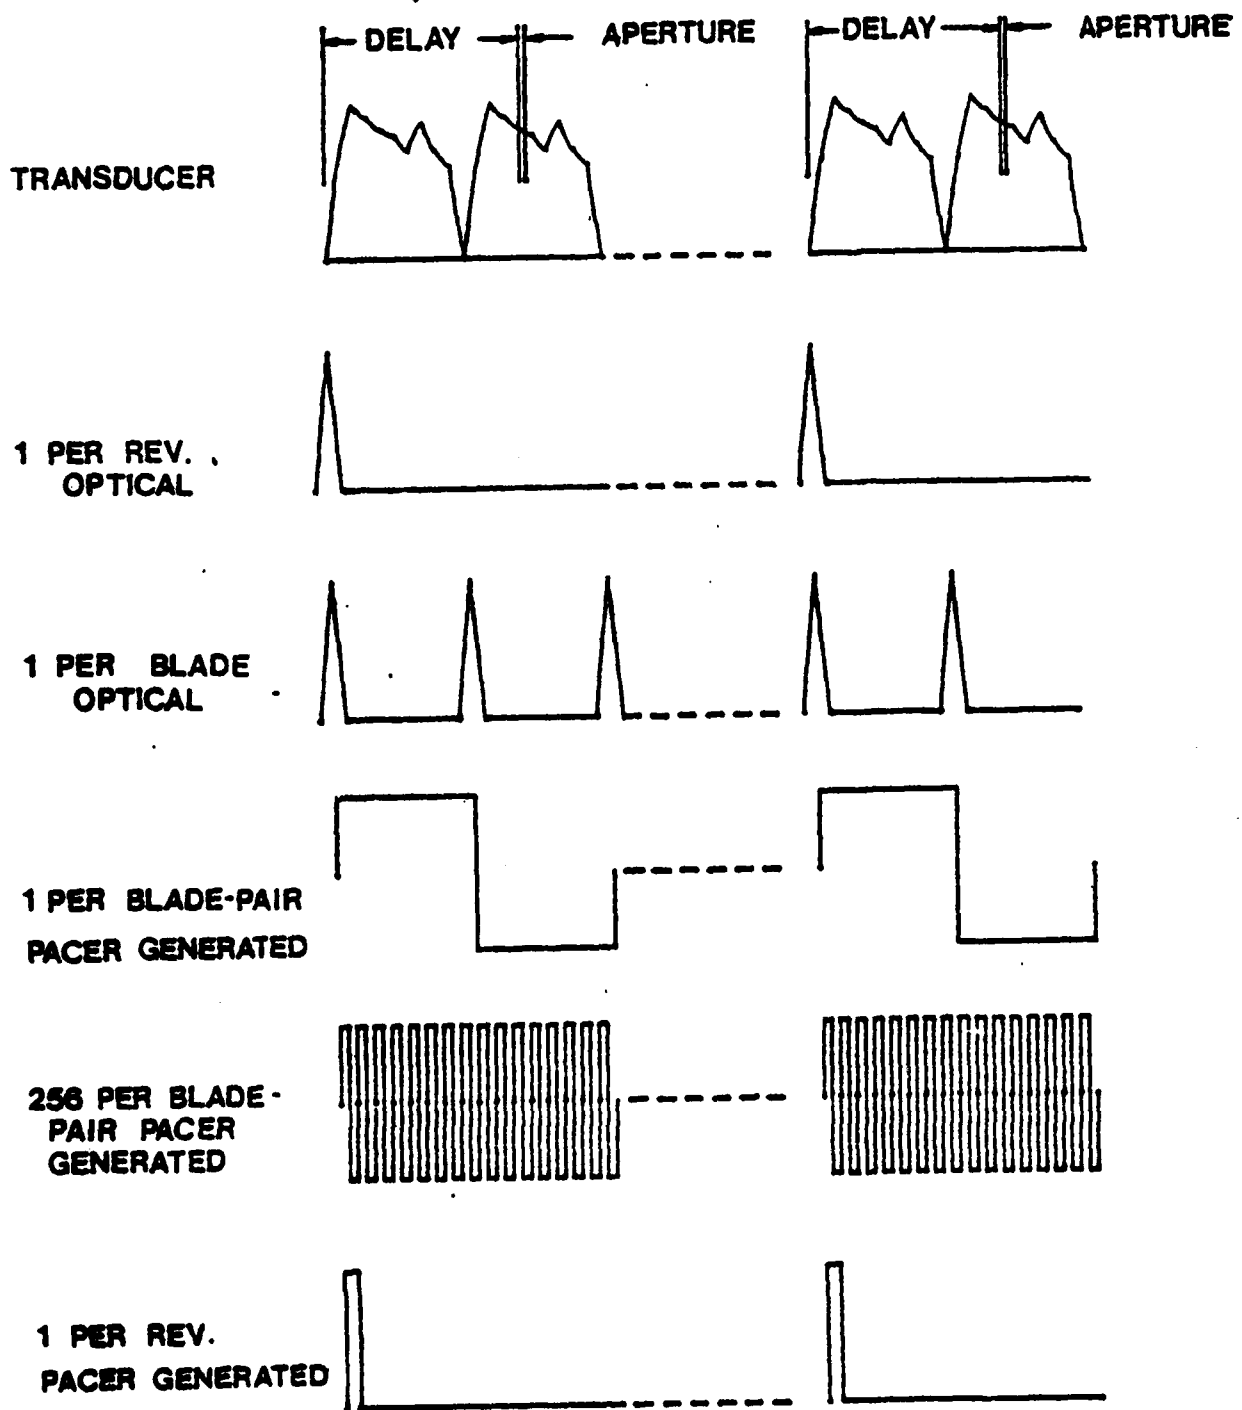 DELAY APERTURE DELAY APERTURE
TRANSDUCER
1 PER REV.
OPTICAL
1 PER BLADE
OPTICAL
1 PER BLADE-PAIR
PACER GENERATED
256 PER BLADE-
PAIR PACER
GENERATED
1 PER REV.
PACER GENERATED